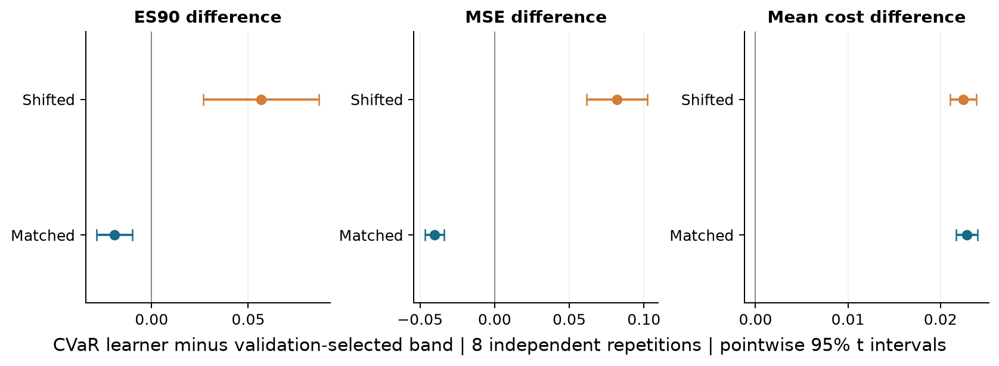 ES90 difference
Shifted
Matched
0.00 0.05
MSE difference
Shifted
Matched
−0.05 0.00 0.05 0.10
Mean cost difference
Shifted
Matched
0.00 0.01 0.02
CVaR learner minus validation-selected band | 8 independent repetitions | pointwise 95% t intervals